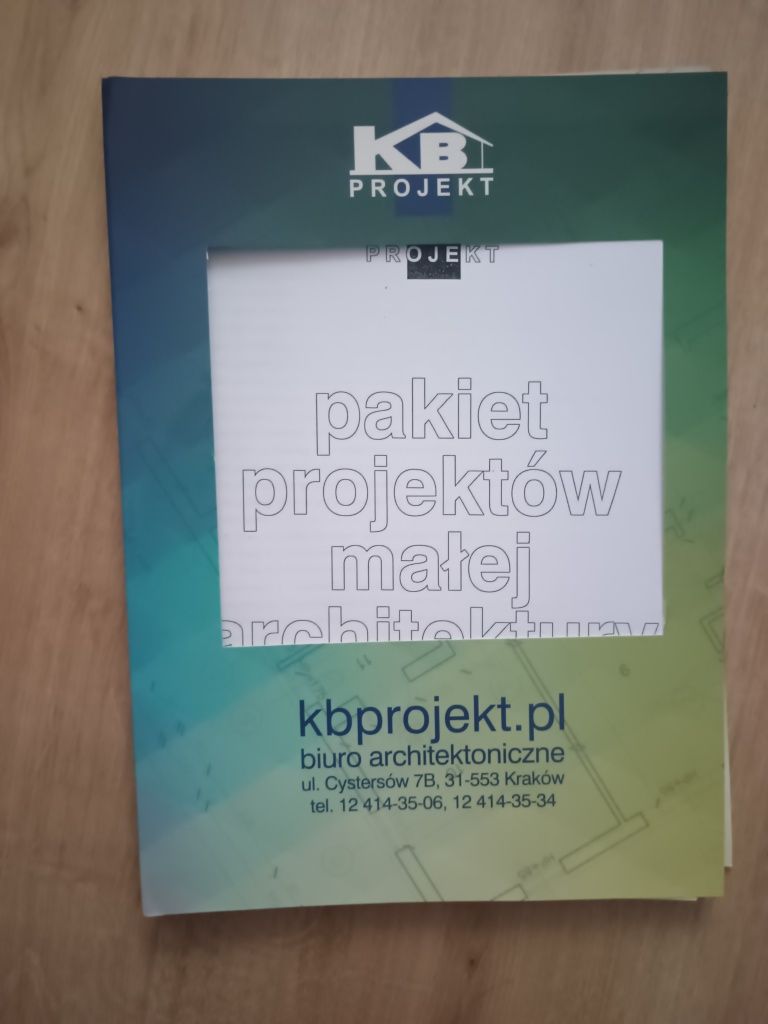 KB
PROJEKT
PROJEKT
pakiet
projektów
małej
architektury
kbprojekt.pl
biuro architektoniczne
ul. Cystersów 7B, 31-553 Kraków
tel. 12 414-35-06, 12 414-35-34